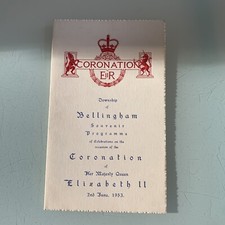 CORONATION
E II R
Township
of
Bellingham
Souvenir
Programme
of Celebrations on the
occasion of the
Coronation
of
Her Majesty Queen
Elizabeth II
2nd June, 1953.